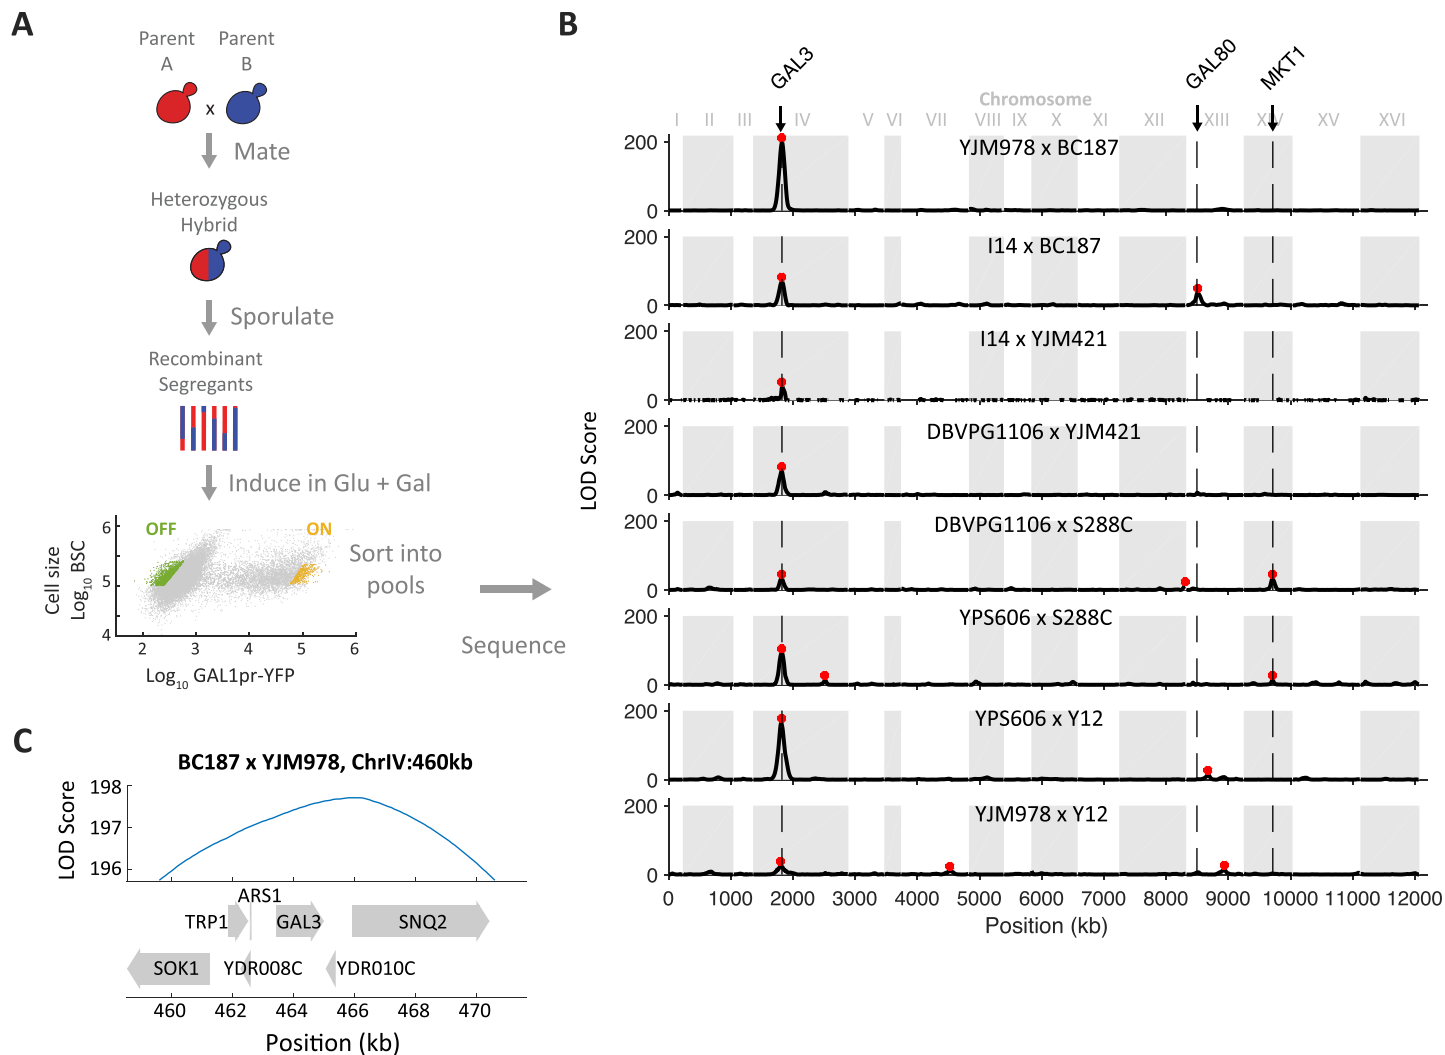 A
Parent
A
Parent
B
x
Mate
Heterozygous
Hybrid
Sporulate
Recombinant
Segregants
Induce in Glu + Gal
OFF
ON
Cell size
Log10 BSC
6
5
4
2
3
4
5
6
Log10 GAL1pr-YFP
Sort into
pools
Sequence
B
GAL3
GAL80
MKT1
Chromosome
I II III IV V VI VII VIII IX X XI XII XIII XIV XV XVI
LOD Score
200
0
YJM978 x BC187
200
0
I14 x BC187
200
0
I14 x YJM421
200
0
DBVPG1106 x YJM421
200
0
DBVPG1106 x S288C
200
0
YPS606 x S288C
200
0
YPS606 x Y12
200
0
YJM978 x Y12
0 1000 2000 3000 4000 5000 6000 7000 8000 9000 10000 11000 12000
Position (kb)
C
BC187 x YJM978, ChrIV:460kb
LOD Score
198
197
196
ARS1
TRP1
GAL3
SNQ2
SOK1
YDR008C
YDR010C
460 462 464 466 468 470
Position (kb)